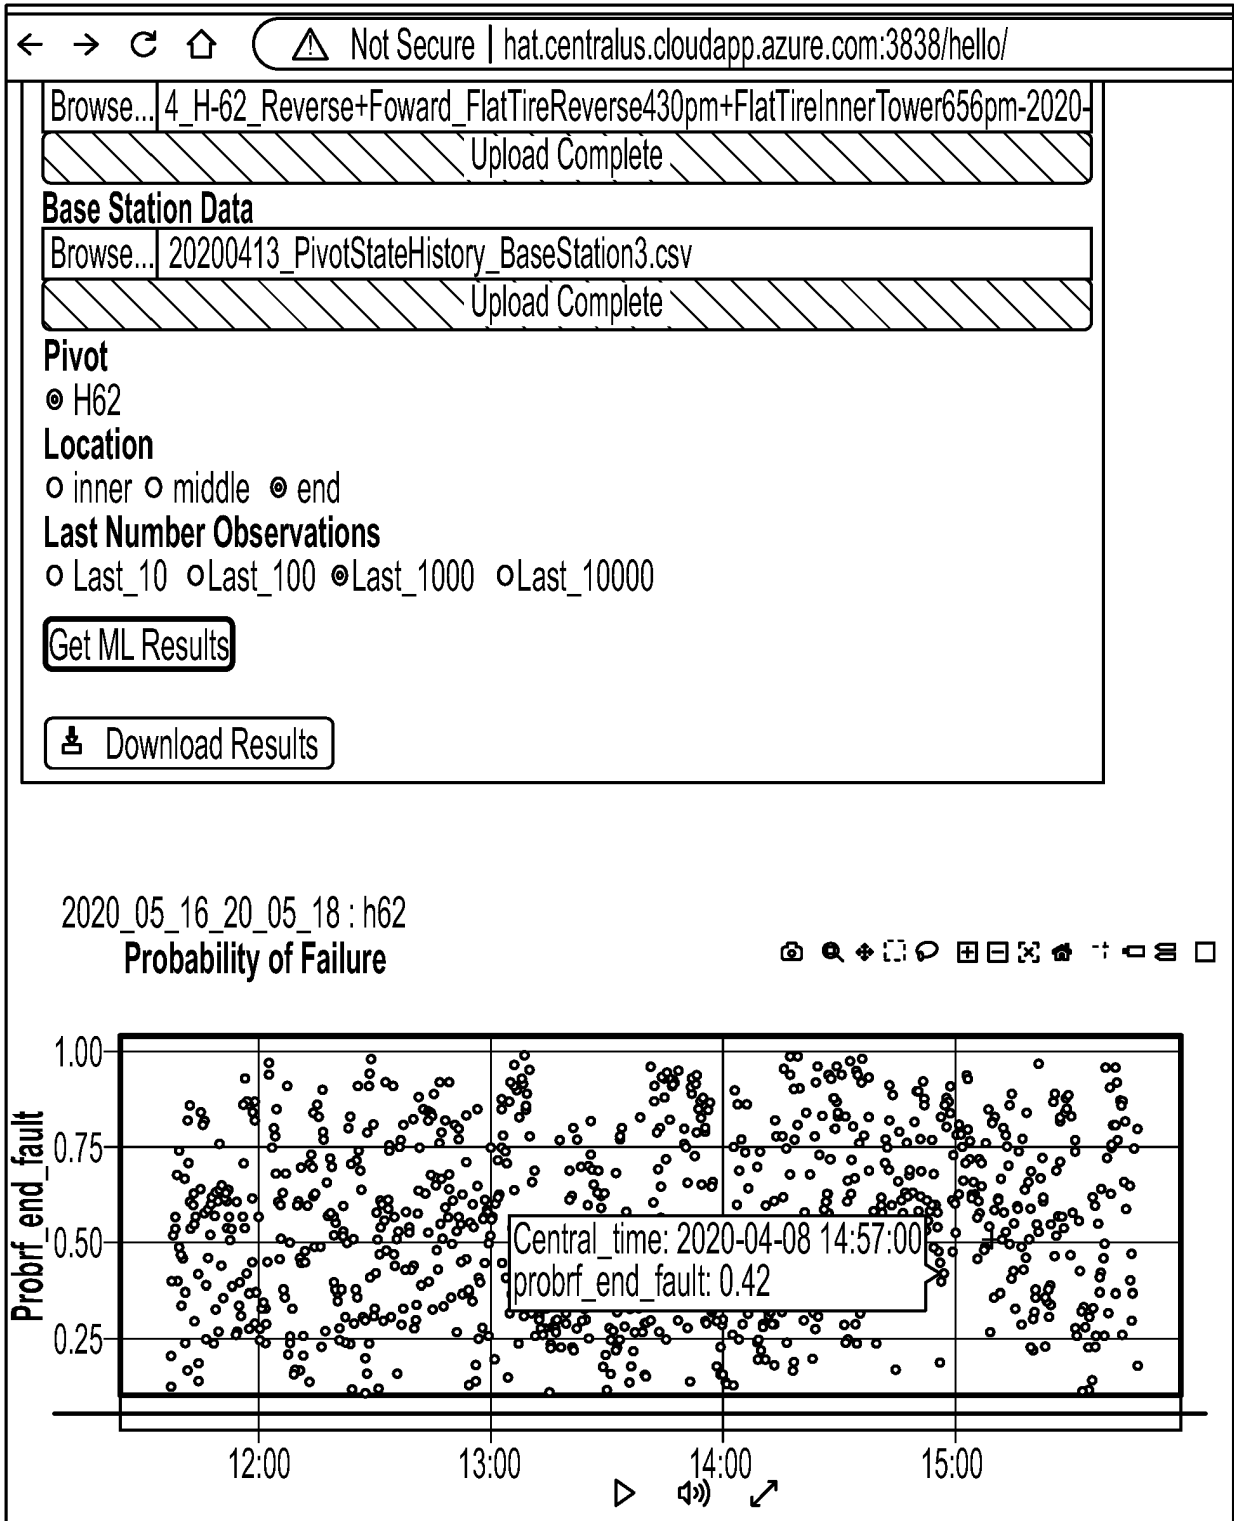 Not Secure | hat.centralus.cloudapp.azure.com:3838/hello/
Browse... 4_H-62_Reverse+Foward_FlatTireReverse430pm+FlatTireInnerTower656pm-2020-
Upload Complete
Base Station Data
Browse... 20200413_PivotStateHistory_BaseStation3.csv
Upload Complete
Pivot
H62
Location
inner middle end
Last Number Observations
Last_10 Last_100 Last_1000 Last_10000
Get ML Results
Download Results
2020_05_16_20_05_18 : h62
Probability of Failure
Probrf_end_fault
1.00
0.75
0.50
0.25
Central_time: 2020-04-08 14:57:00
probrf_end_fault: 0.42
12:00 13:00 14:00 15:00